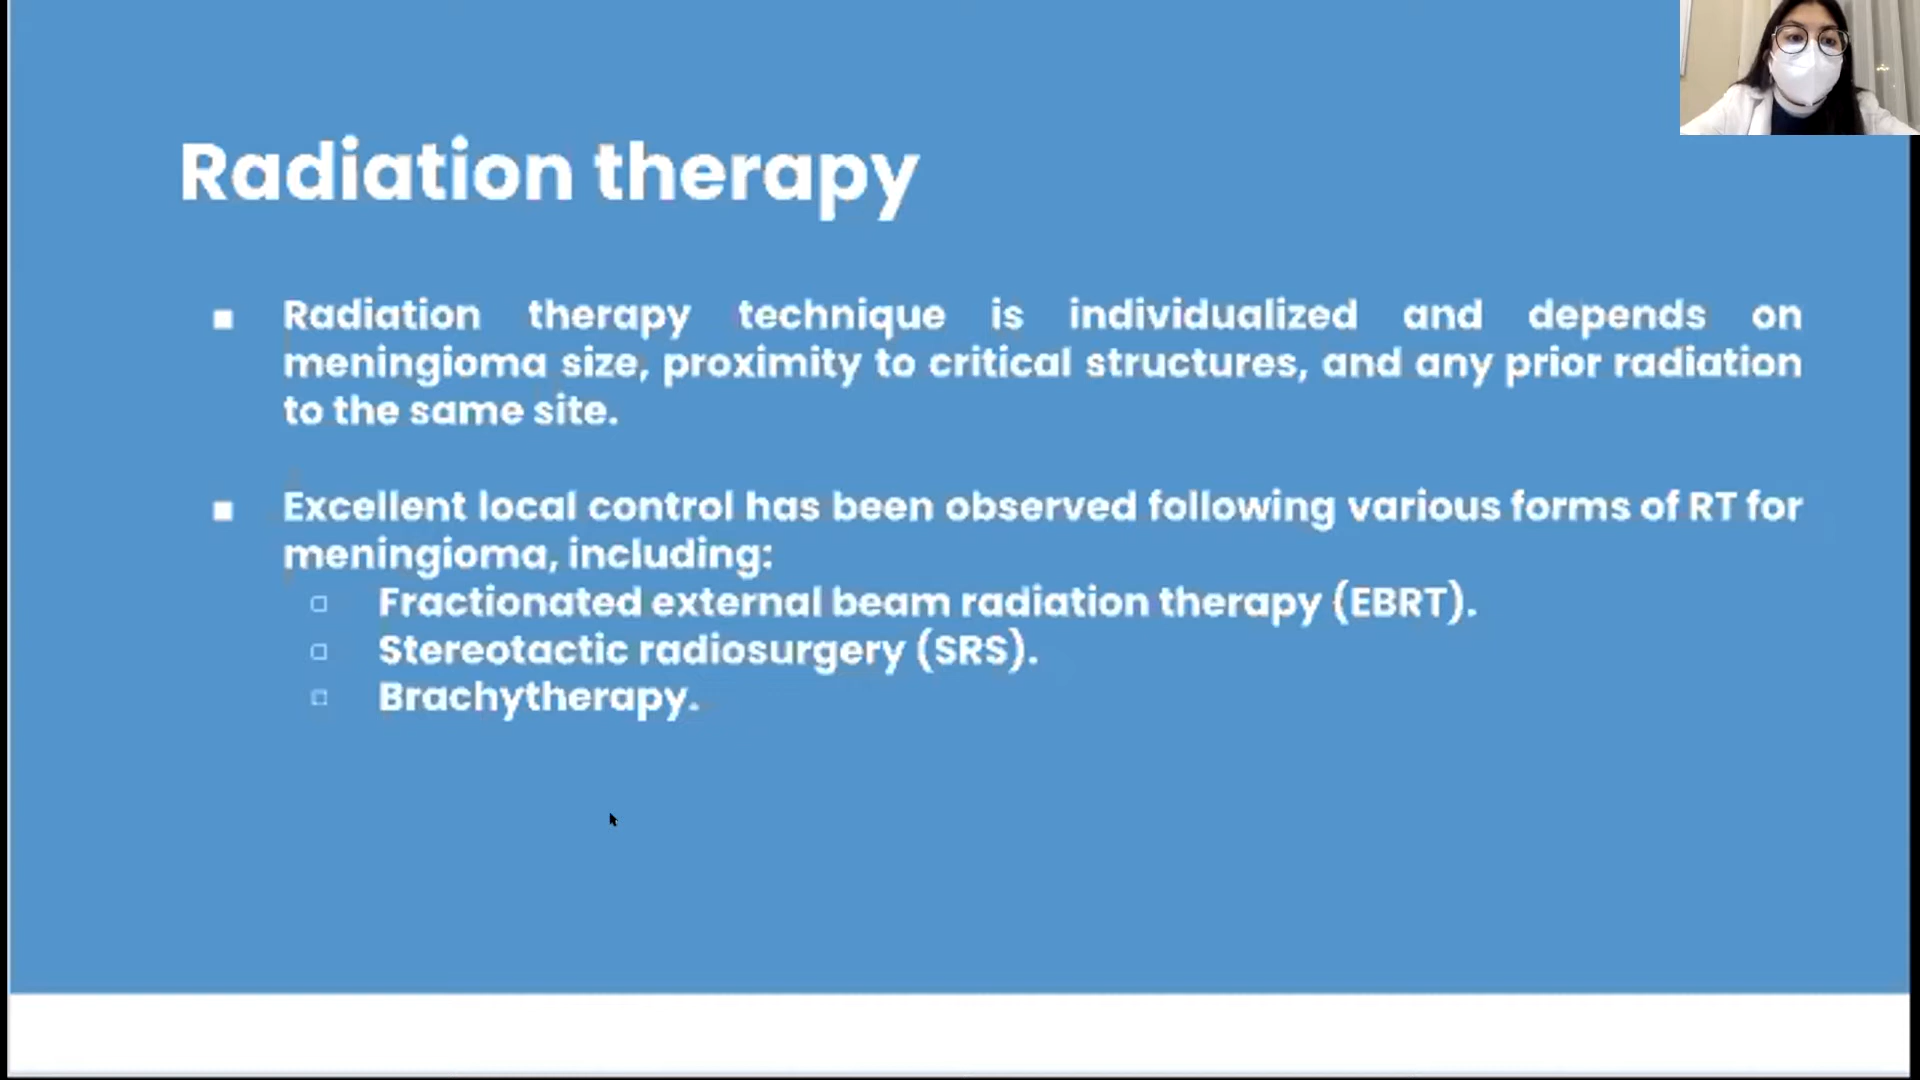 Radiation therapy
Radiation therapy technique is individualized and depends on
meningioma size, proximity to critical structures, and any prior radiation
to the same site.
Excellent local control has been observed following various forms of RT for
meningioma, including:
Fractionated external beam radiation therapy (EBRT).
Stereotactic radiosurgery (SRS).
Brachytherapy.